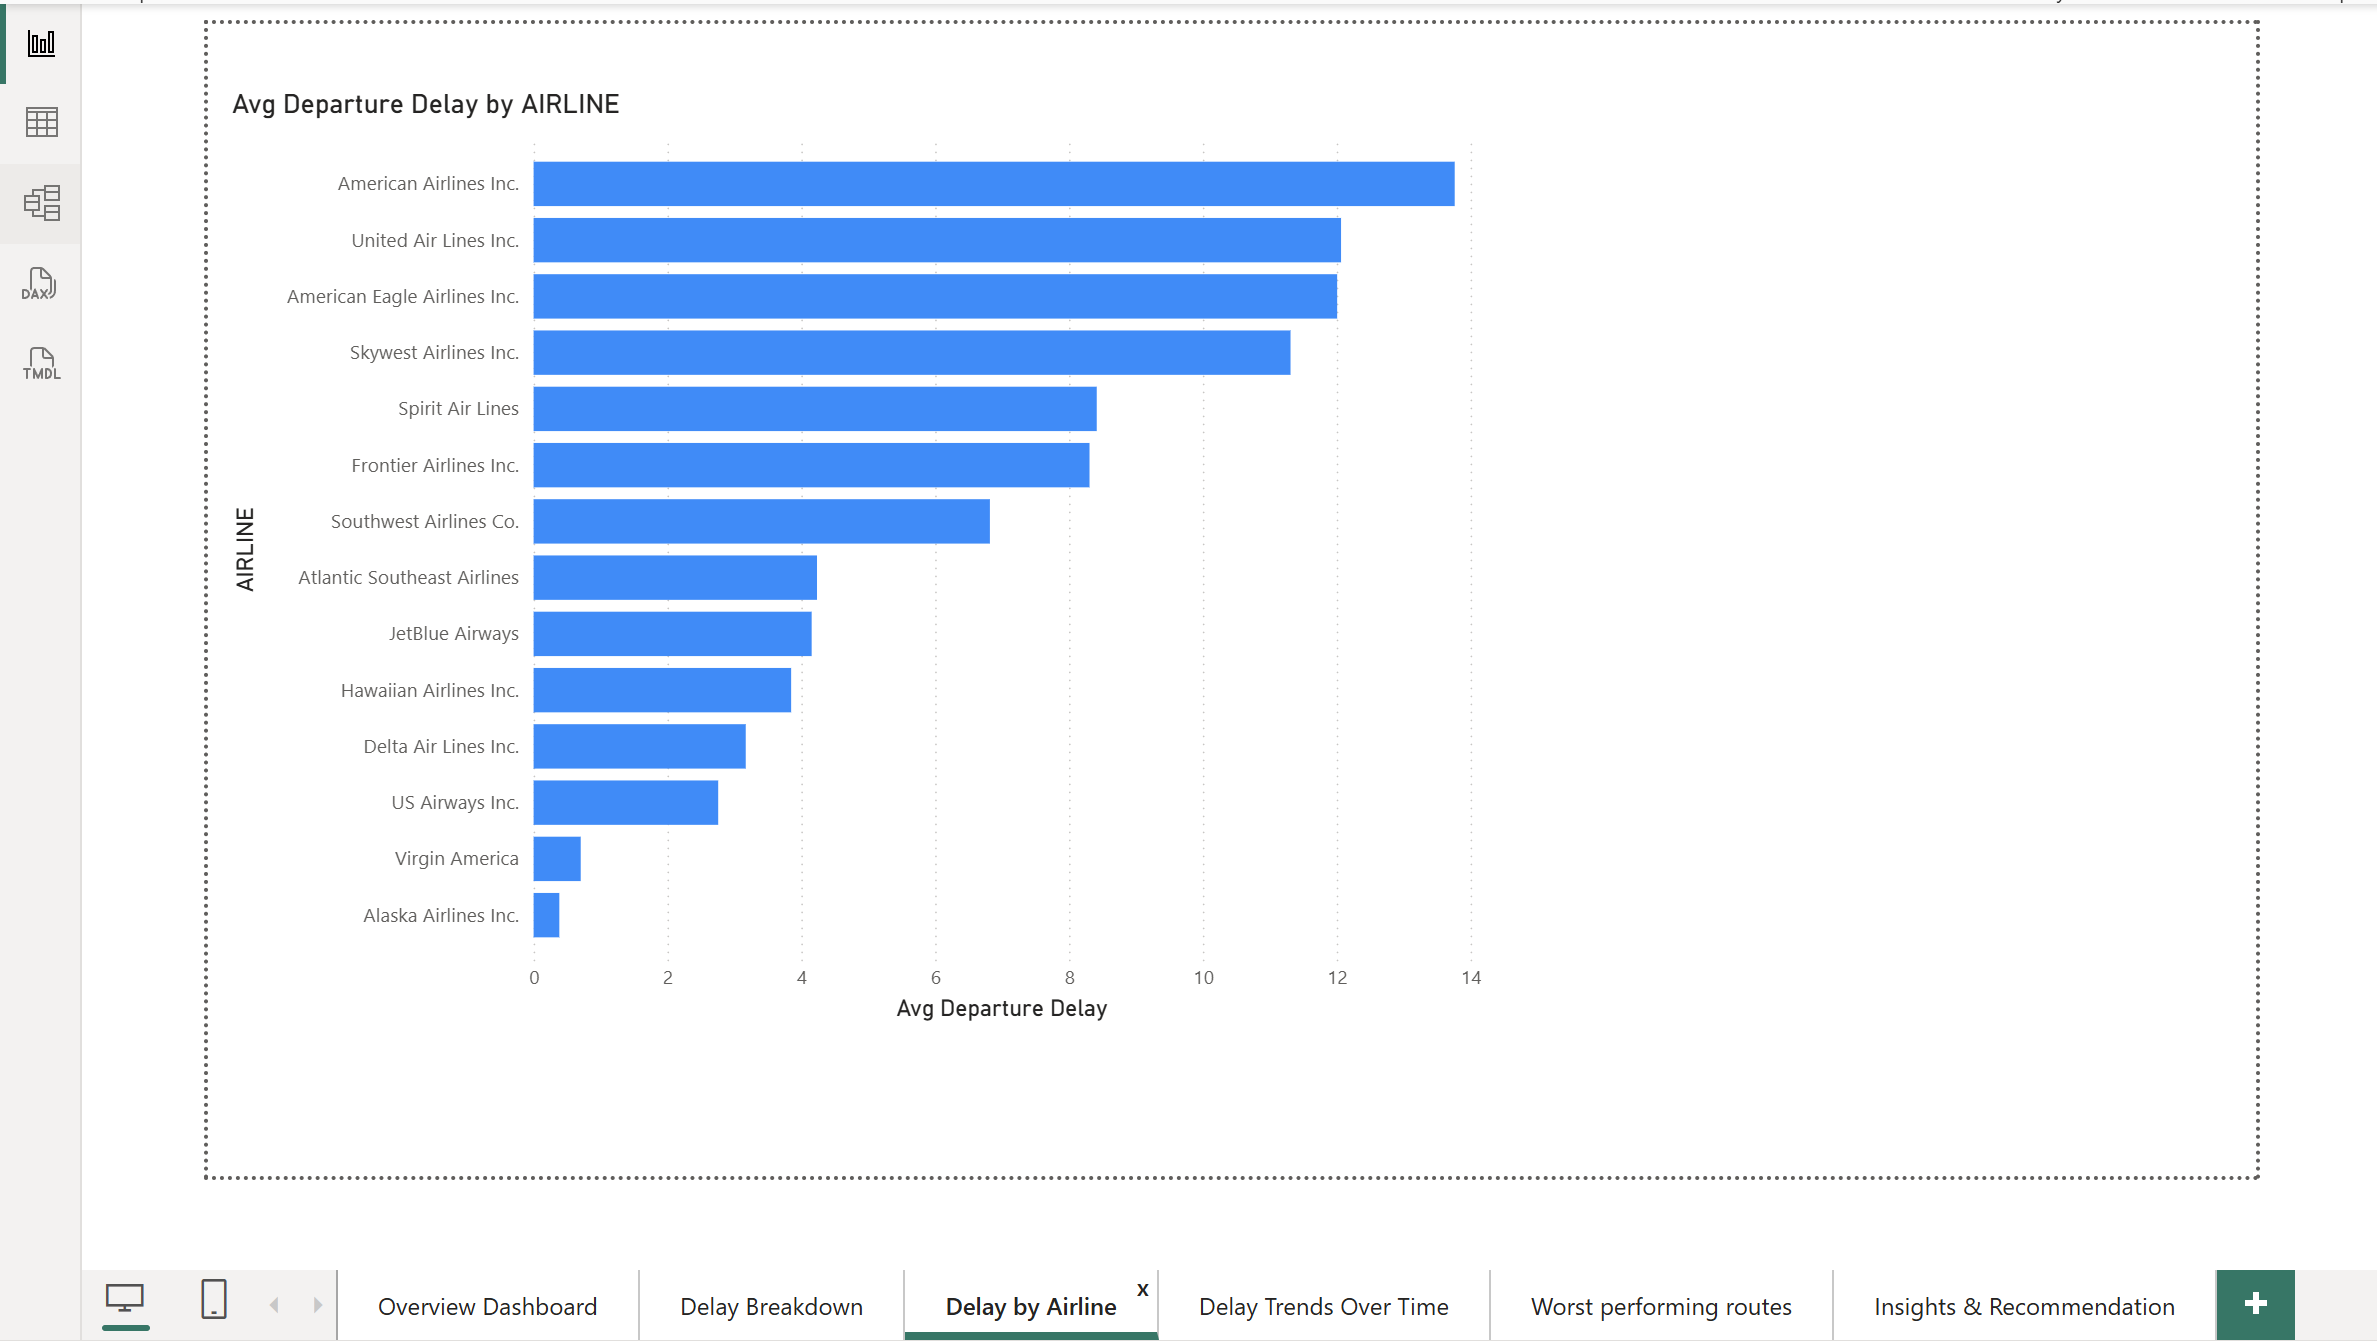 Avg Departure Delay by AIRLINE
American Airlines Inc.
United Air Lines Inc.
American Eagle Airlines Inc.
Skywest Airlines Inc.
Spirit Air Lines
Frontier Airlines Inc.
Southwest Airlines Co.
Atlantic Southeast Airlines
JetBlue Airways
Hawaiian Airlines Inc.
Delta Air Lines Inc.
US Airways Inc.
Virgin America
Alaska Airlines Inc.
AIRLINE
0 2 4 6 8 10 12 14
Avg Departure Delay
DAX
TMDL
Overview Dashboard
Delay Breakdown
Delay by Airline
x
Delay Trends Over Time
Worst performing routes
Insights & Recommendation
+